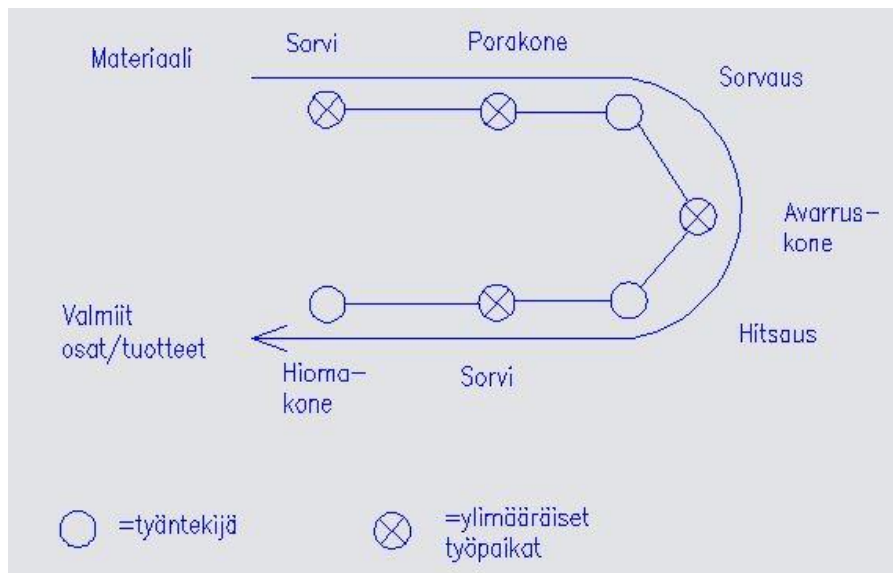 Materiaali
Sorvi
Porakone
Sorvaus
Avarrus-
kone
Hitsaus
Sorvi
Hioma-
kone
Valmiit
osat/tuotteet
=työntekijä
=ylimääräiset
työpaikat